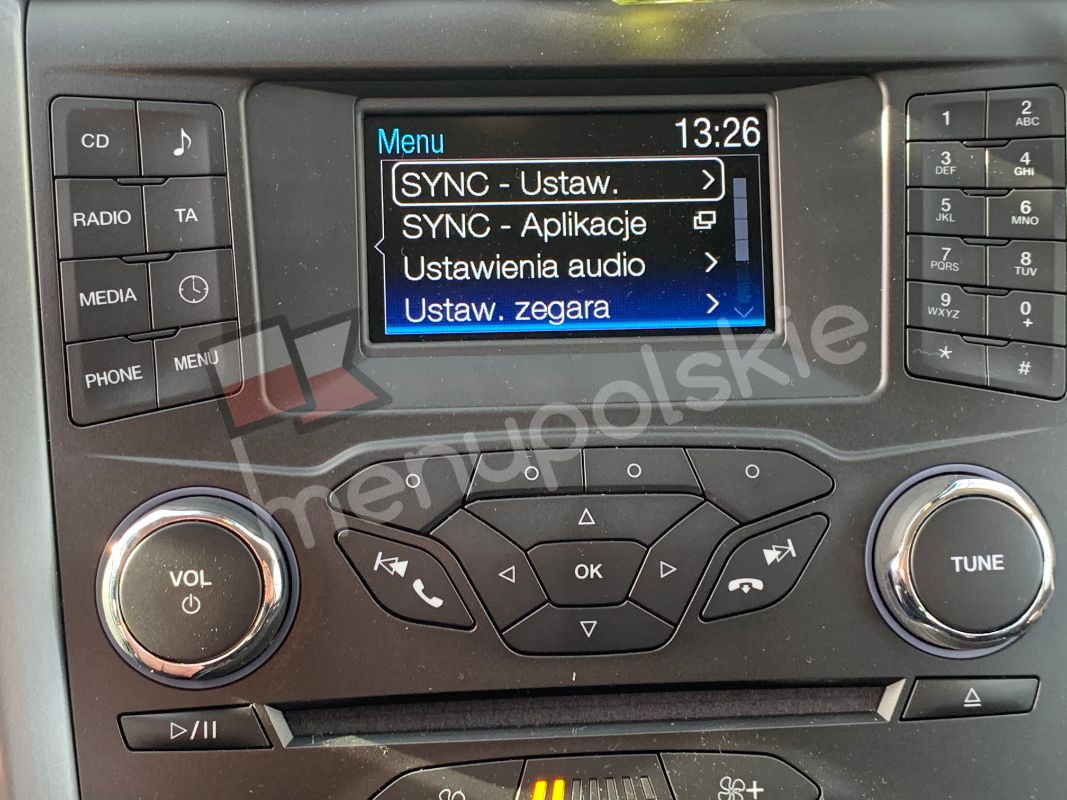 CD
RADIO
TA
MEDIA
PHONE
MENU
Menu
13:26
SYNC - Ustaw.
SYNC - Aplikacje
Ustawienia audio
Ustaw. zegara
1
2
ABC
3
DEF
4
GHI
5
JKL
6
MNO
7
PQRS
8
TUV
9
WXYZ
0
+
*
#
menupolskie
VOL
OK
TUNE
+